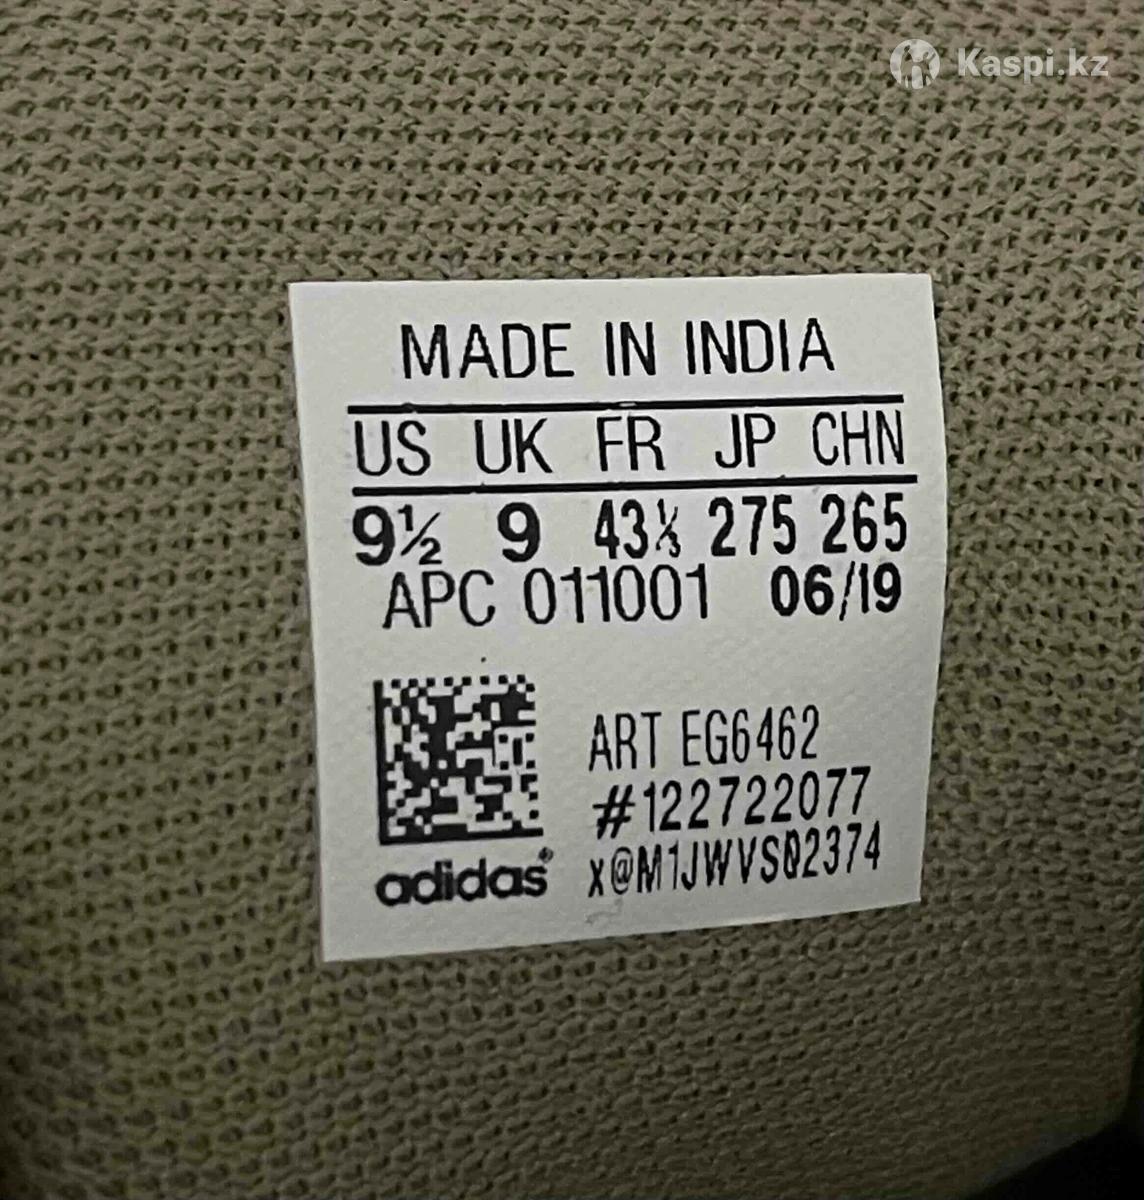 Kaspi.kz
MADE IN INDIA
US UK FR JP CHN
9½ 9 43⅓ 275 265
APC 011001 06/19
ART EG6462
#122722077
x@M1JWVS02374
adidas®